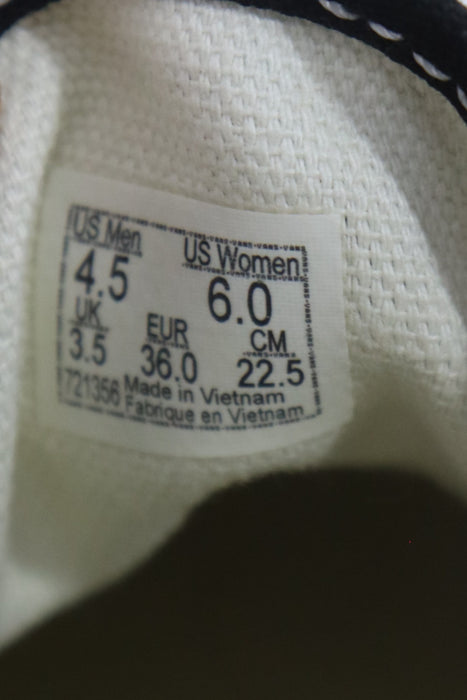 US Men US Women
4.5 6.0
UK EUR CM
3.5 36.0 22.5
721356 Made in Vietnam
Fabrique en Vietnam